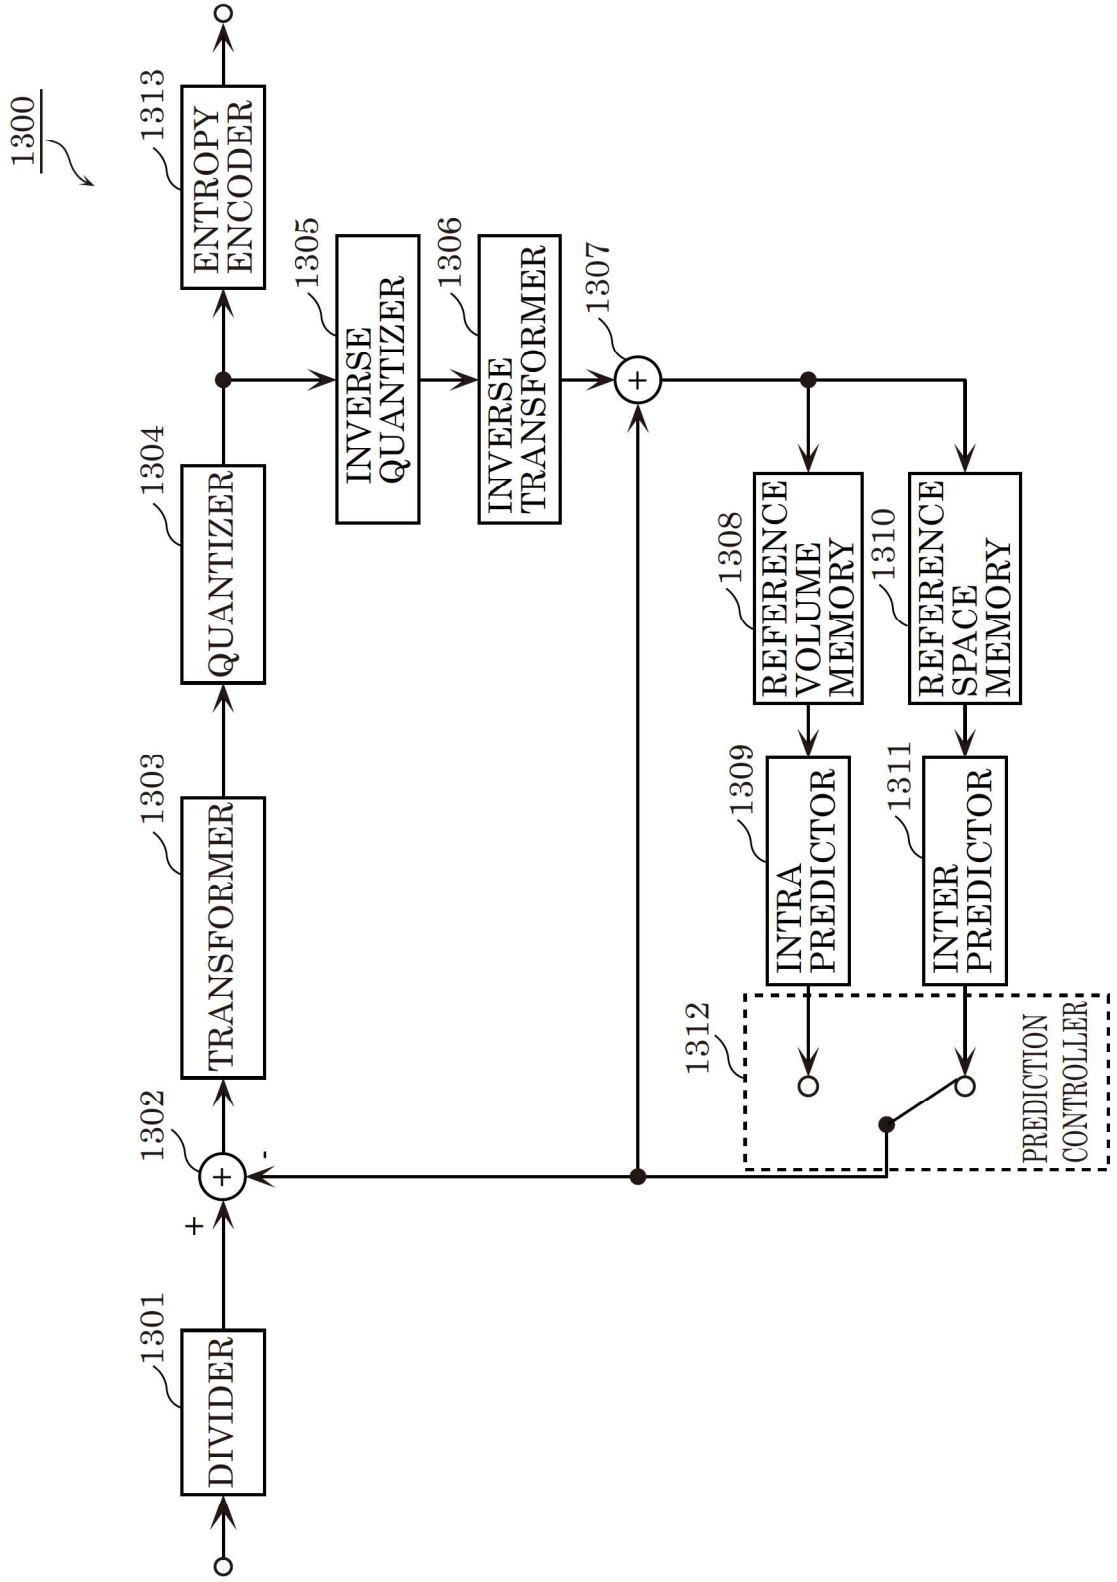 1300
1301
DIVIDER
+
1302
+
-
1303
TRANSFORMER
1304
QUANTIZER
1313
ENTROPY
ENCODER
1305
INVERSE
QUANTIZER
1306
INVERSE
TRANSFORMER
1307
+
1308
REFERENCE
VOLUME
MEMORY
1309
INTRA
PREDICTOR
1310
REFERENCE
SPACE
MEMORY
1311
INTER
PREDICTOR
1312
PREDICTION
CONTROLLER